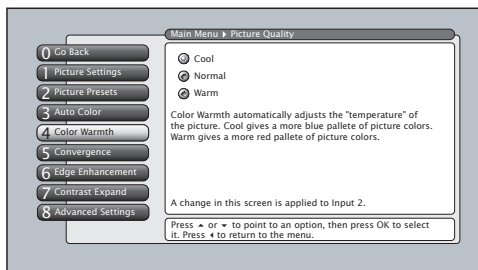 Main Menu ▸ Picture Quality
0 Go Back
1 Picture Settings
2 Picture Presets
3 Auto Color
4 Color Warmth
5 Convergence
6 Edge Enhancement
7 Contrast Expand
8 Advanced Settings
Cool
Normal
Warm
Color Warmth automatically adjusts the "temperature" of
the picture. Cool gives a more blue pallete of picture colors.
Warm gives a more red pallete of picture colors.
A change in this screen is applied to Input 2.
Press ▴ or ▾ to point to an option, then press OK to select
it. Press ◂ to return to the menu.